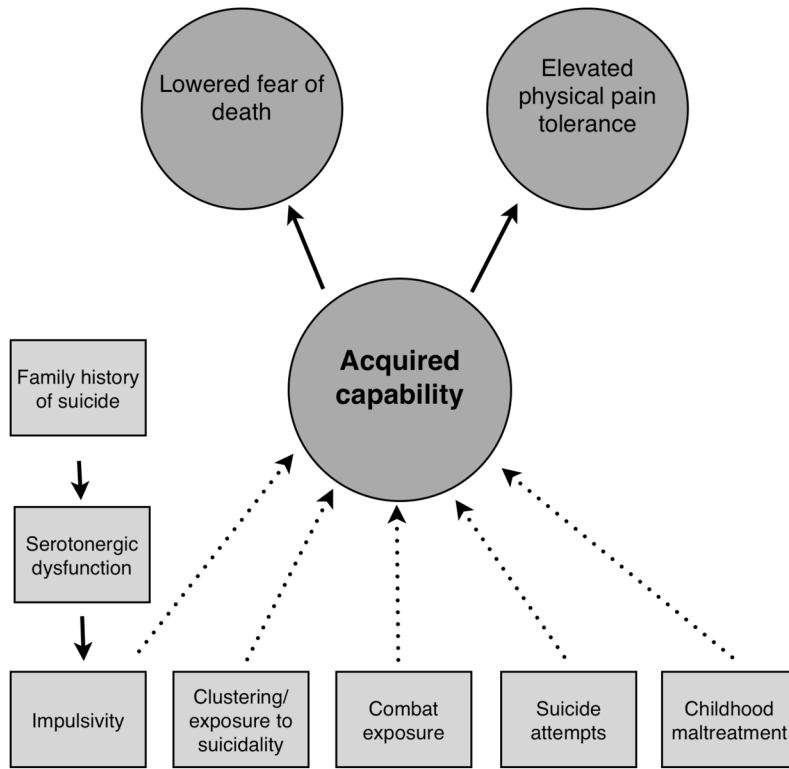 Lowered fear of
death
Elevated
physical pain
tolerance
Acquired
capability
Family history
of suicide
Serotonergic
dysfunction
Impulsivity
Clustering/
exposure to
suicidality
Combat
exposure
Suicide
attempts
Childhood
maltreatment